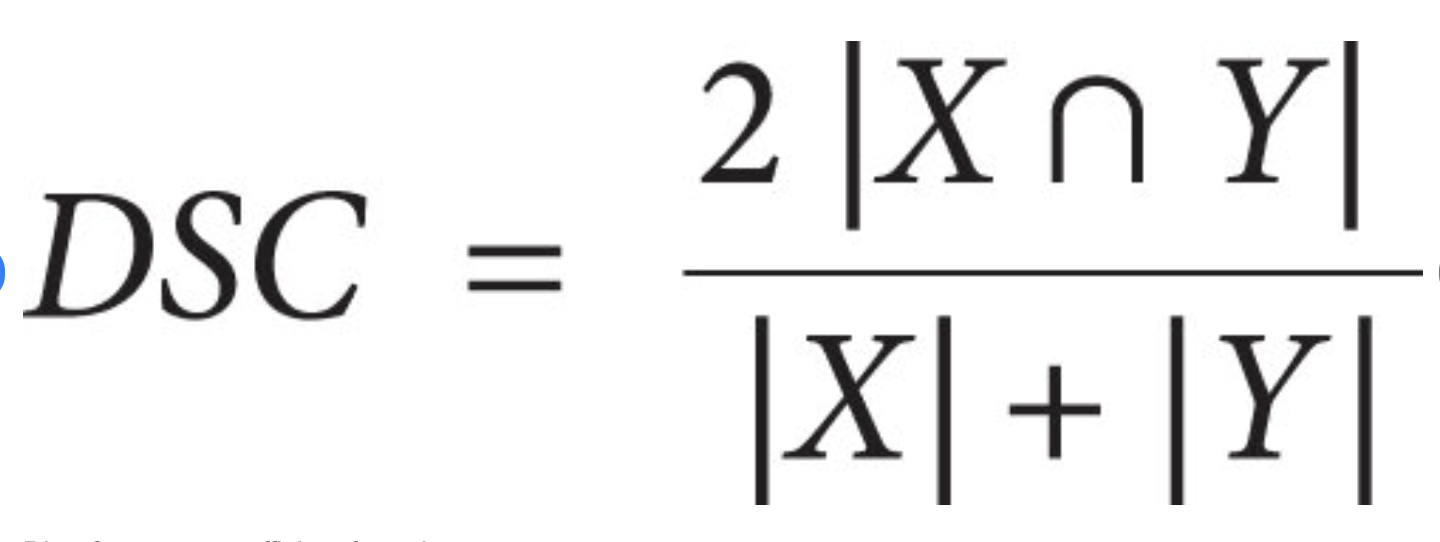 DSC = 2 |X ∩ Y|
|X| + |Y|